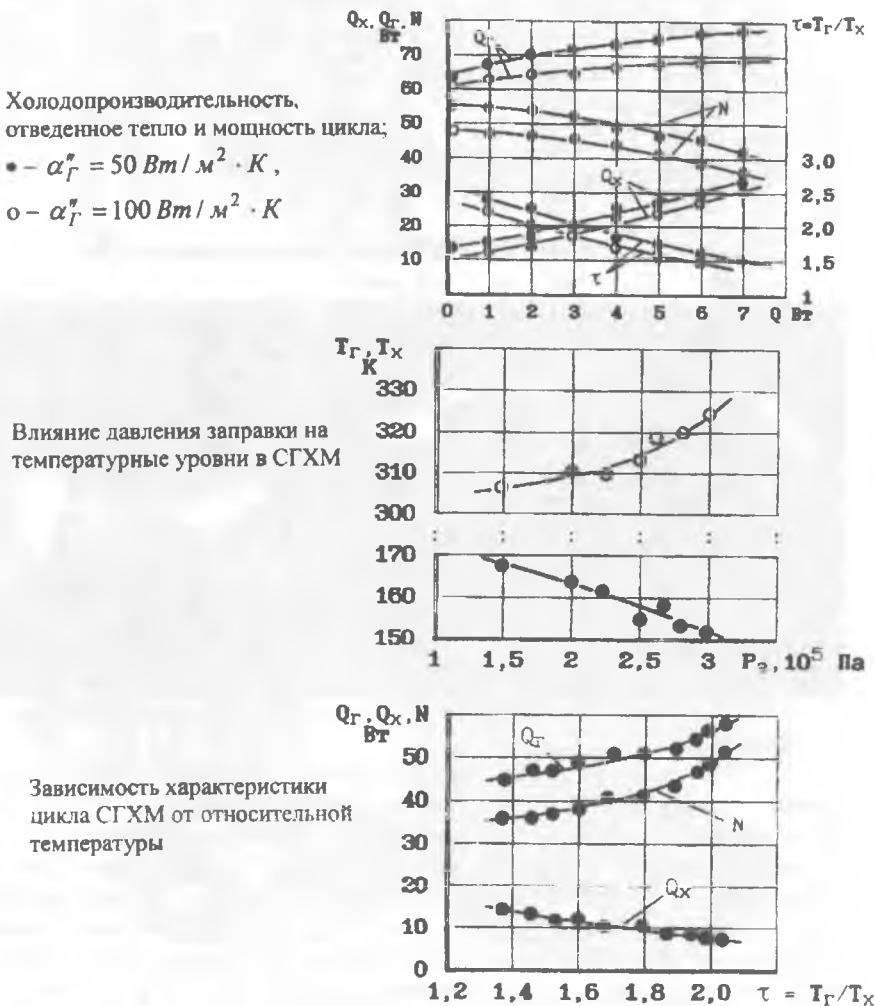 Qх, Qг, N
Вт
τ=Tг/Tх
70
60
50
40
30
20
10
3,0
2,5
2,0
1,5
1
Qг
N
Qх
τ
0 1 2 3 4 5 6 7 Q Вт
Холодопроизводительность,
отведенное тепло и мощность цикла;
• – α″Г = 50 Вт / м² · К ,
о – α″Г = 100 Вт / м² · К
Tг, Tх
К
330
320
310
300
170
160
150
1 1,5 2 2,5 3 Pз, 10⁵ Па
Влияние давления заправки на
температурные уровни в СГХМ
Qг, Qх, N
Вт
50
40
30
20
10
0
Qг
N
Qх
1,2 1,4 1,6 1,8 2,0 τ = Tг/Tх
Зависимость характеристики
цикла СГХМ от относительной
температуры